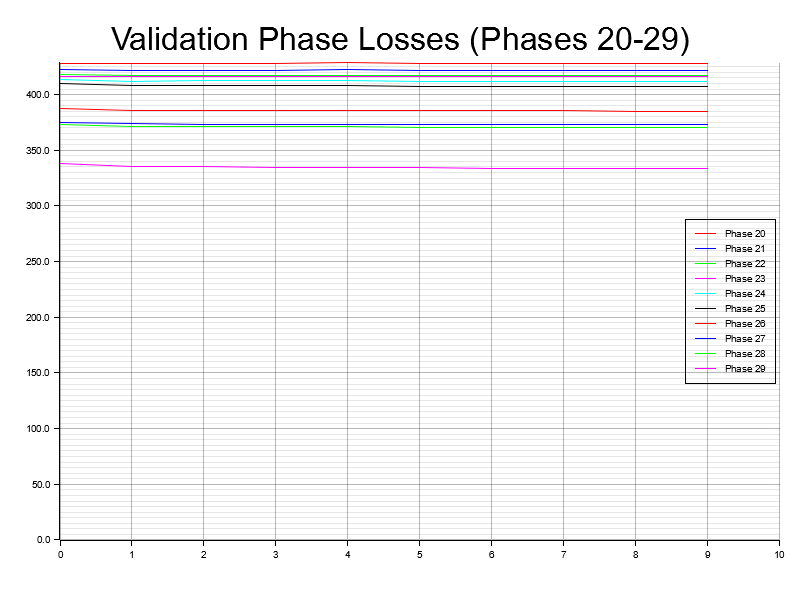 Validation Phase Losses (Phases 20-29)
400.0
350.0
300.0
250.0
200.0
150.0
100.0
50.0
0.0
0 1 2 3 4 5 6 7 8 9 10
Phase 20
Phase 21
Phase 22
Phase 23
Phase 24
Phase 25
Phase 26
Phase 27
Phase 28
Phase 29